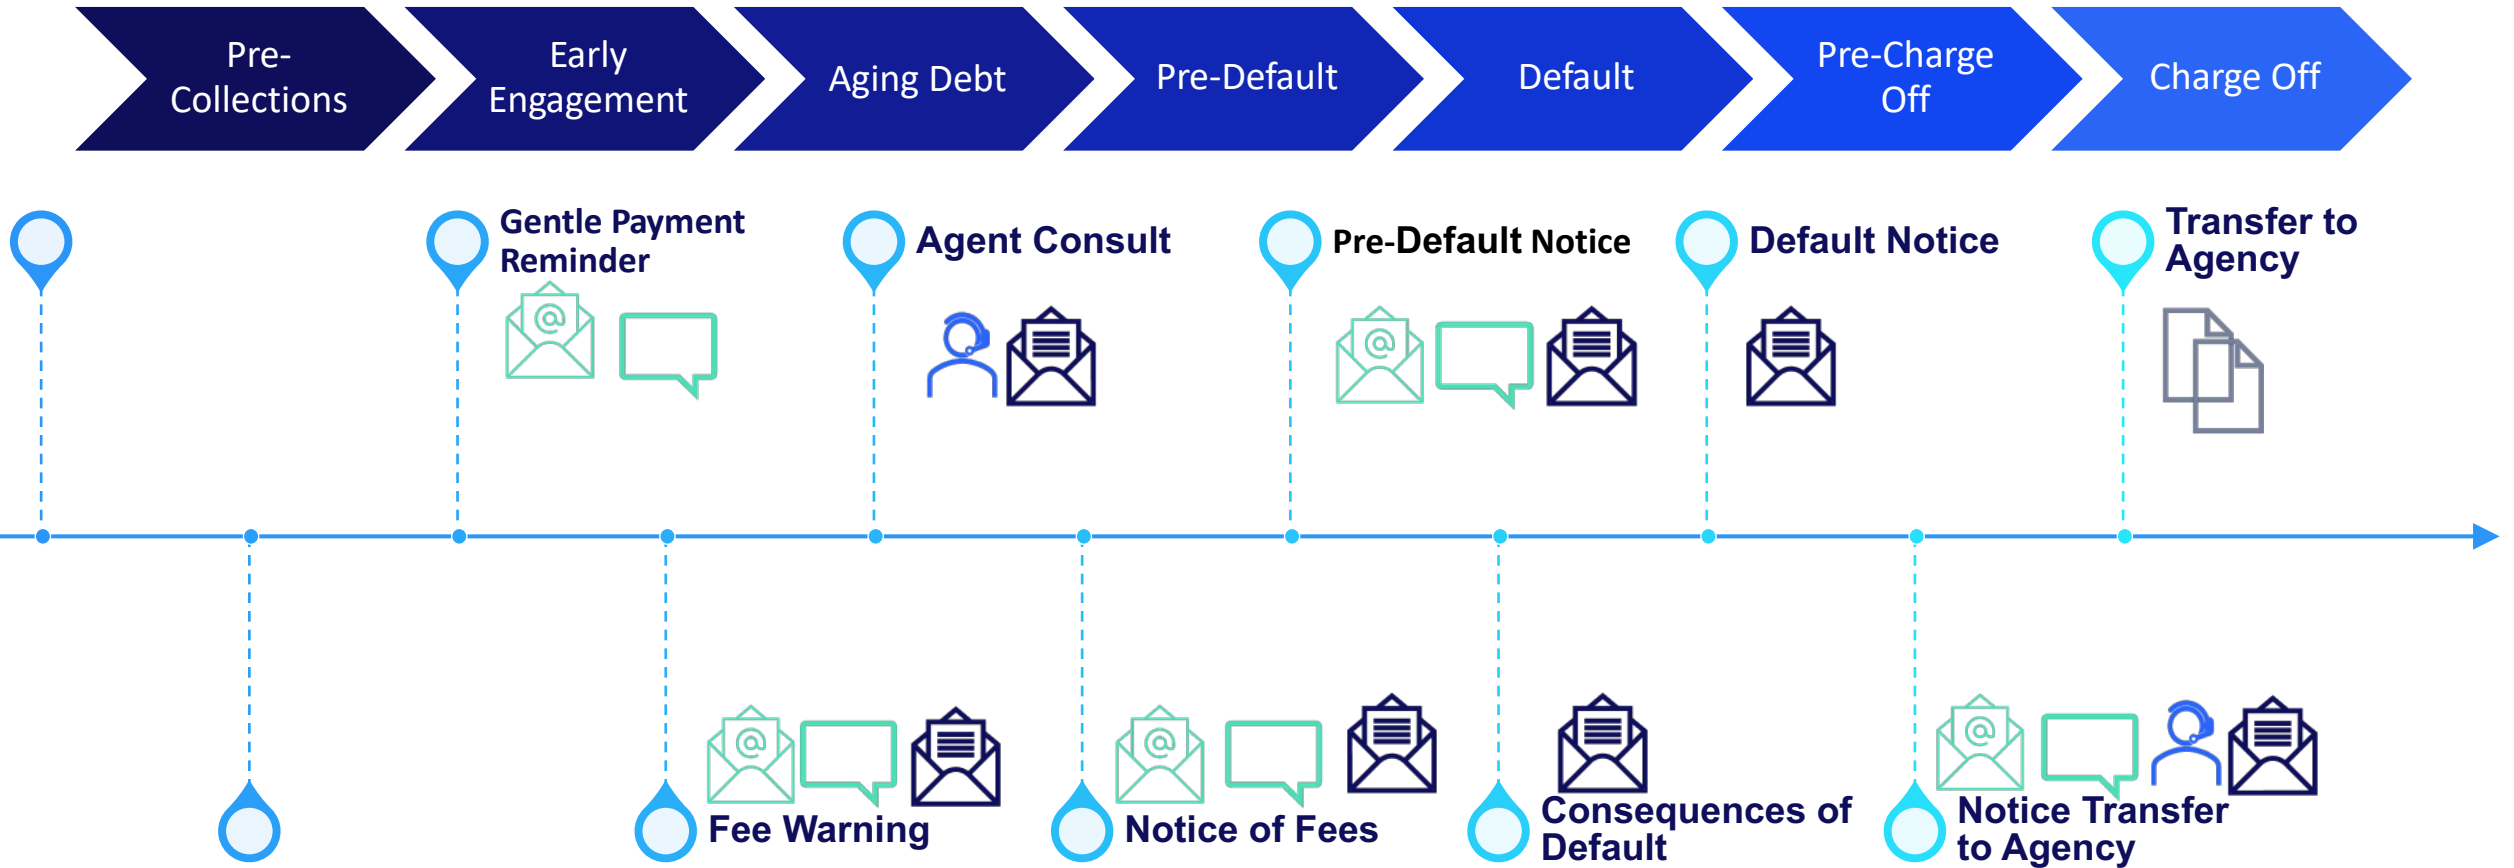 Pre-
Collections
Early
Engagement
Aging Debt
Pre-Default
Default
Pre-Charge
Off
Charge Off
Gentle Payment
Reminder
@
Agent Consult
Pre-Default Notice
@
Default Notice
Transfer to
Agency
@
Fee Warning
@
Notice of Fees
Consequences of
Default
@
Notice Transfer
to Agency